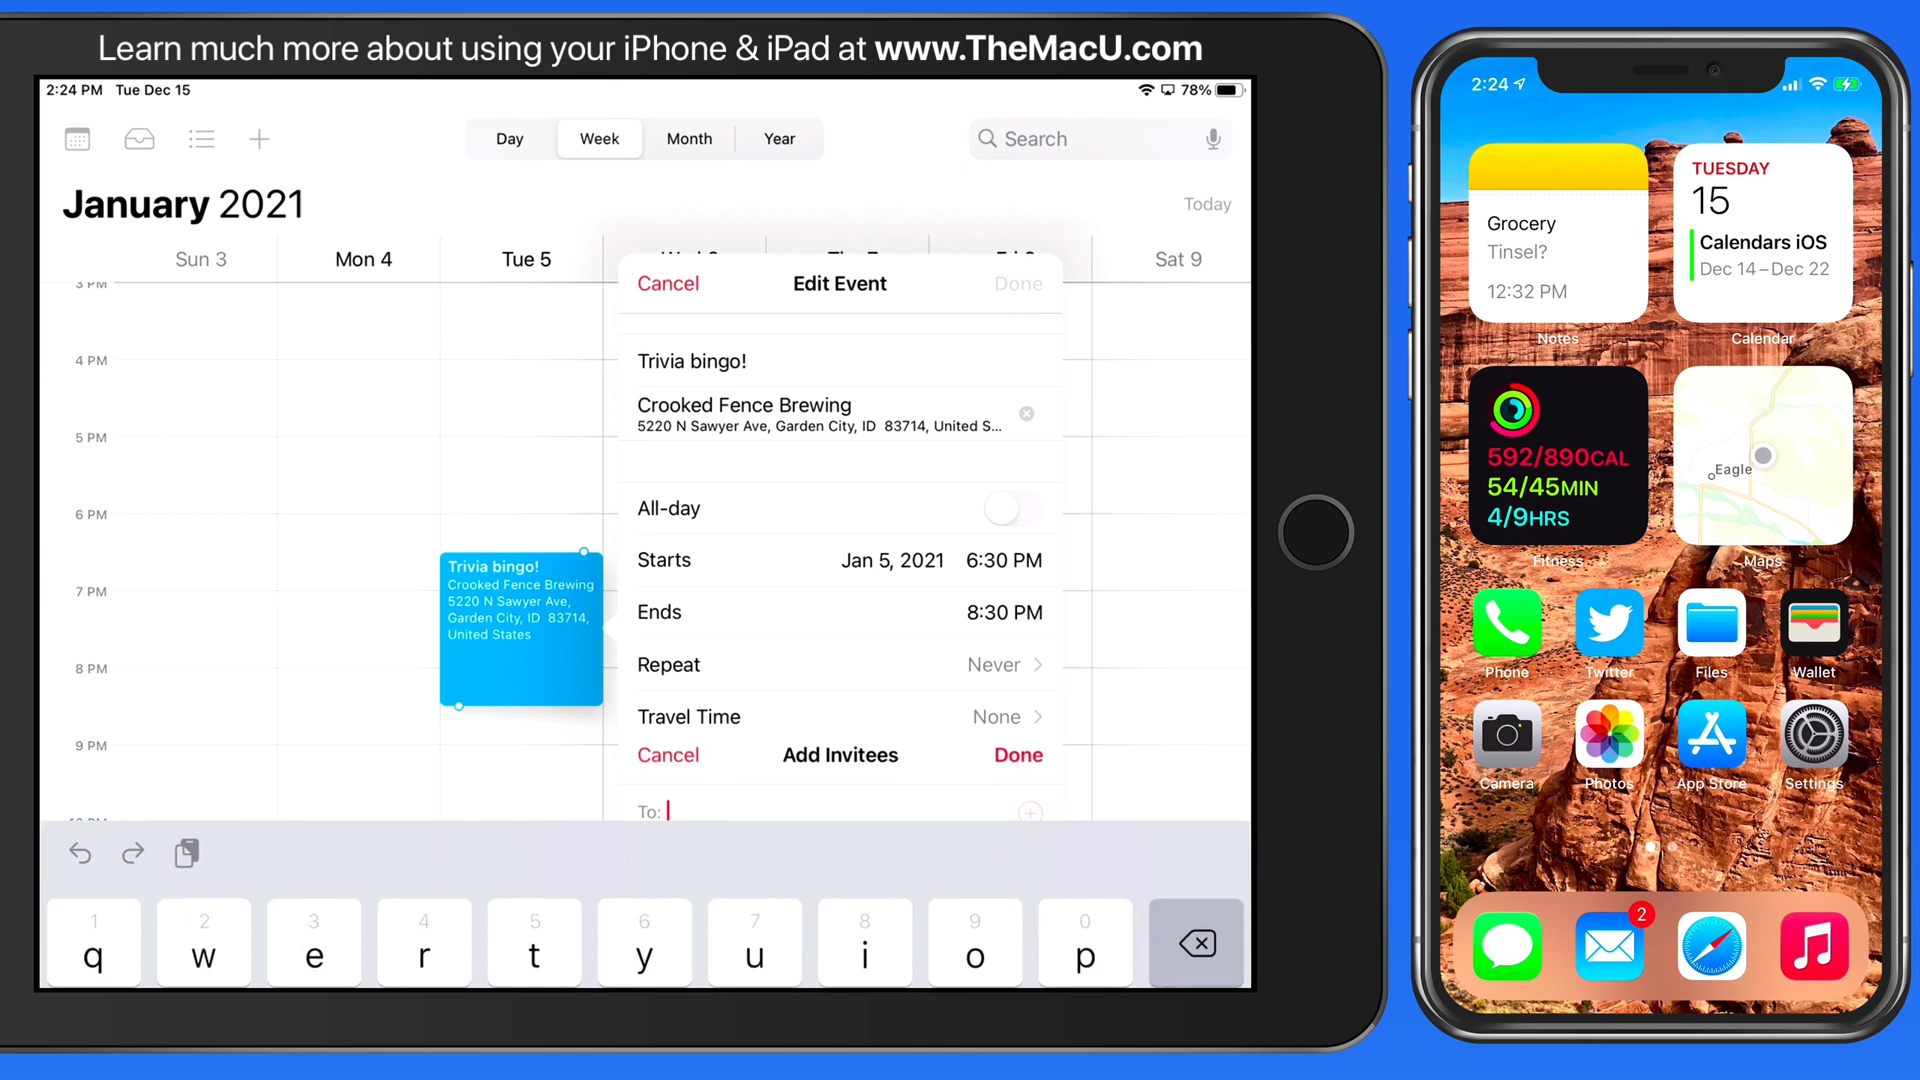 Learn much more about using your iPhone & iPad at www.TheMacU.com
2:24 PM Tue Dec 15
78%
Day Week Month Year
Search
January 2021
Today
Sun 3 Mon 4 Tue 5 Sat 9
3 PM
4 PM
5 PM
6 PM
7 PM
8 PM
9 PM
Trivia bingo!
Crooked Fence Brewing
5220 N Sawyer Ave,
Garden City, ID 83714,
United States
Cancel Edit Event Done
Trivia bingo!
Crooked Fence Brewing
5220 N Sawyer Ave, Garden City, ID 83714, United S...
All-day
Starts Jan 5, 2021 6:30 PM
Ends 8:30 PM
Repeat Never
Travel Time None
Cancel Add Invitees Done
To:
1 2 3 4 5 6 7 8 9 0
q w e r t y u i o p
2:24
Grocery
Tinsel?
12:32 PM
Notes
TUESDAY
15
Calendars iOS
Dec 14 – Dec 22
Calendar
592/890CAL
54/45MIN
4/9HRS
Fitness
Eagle
Maps
Phone Twitter Files Wallet
Camera Photos App Store Settings
2